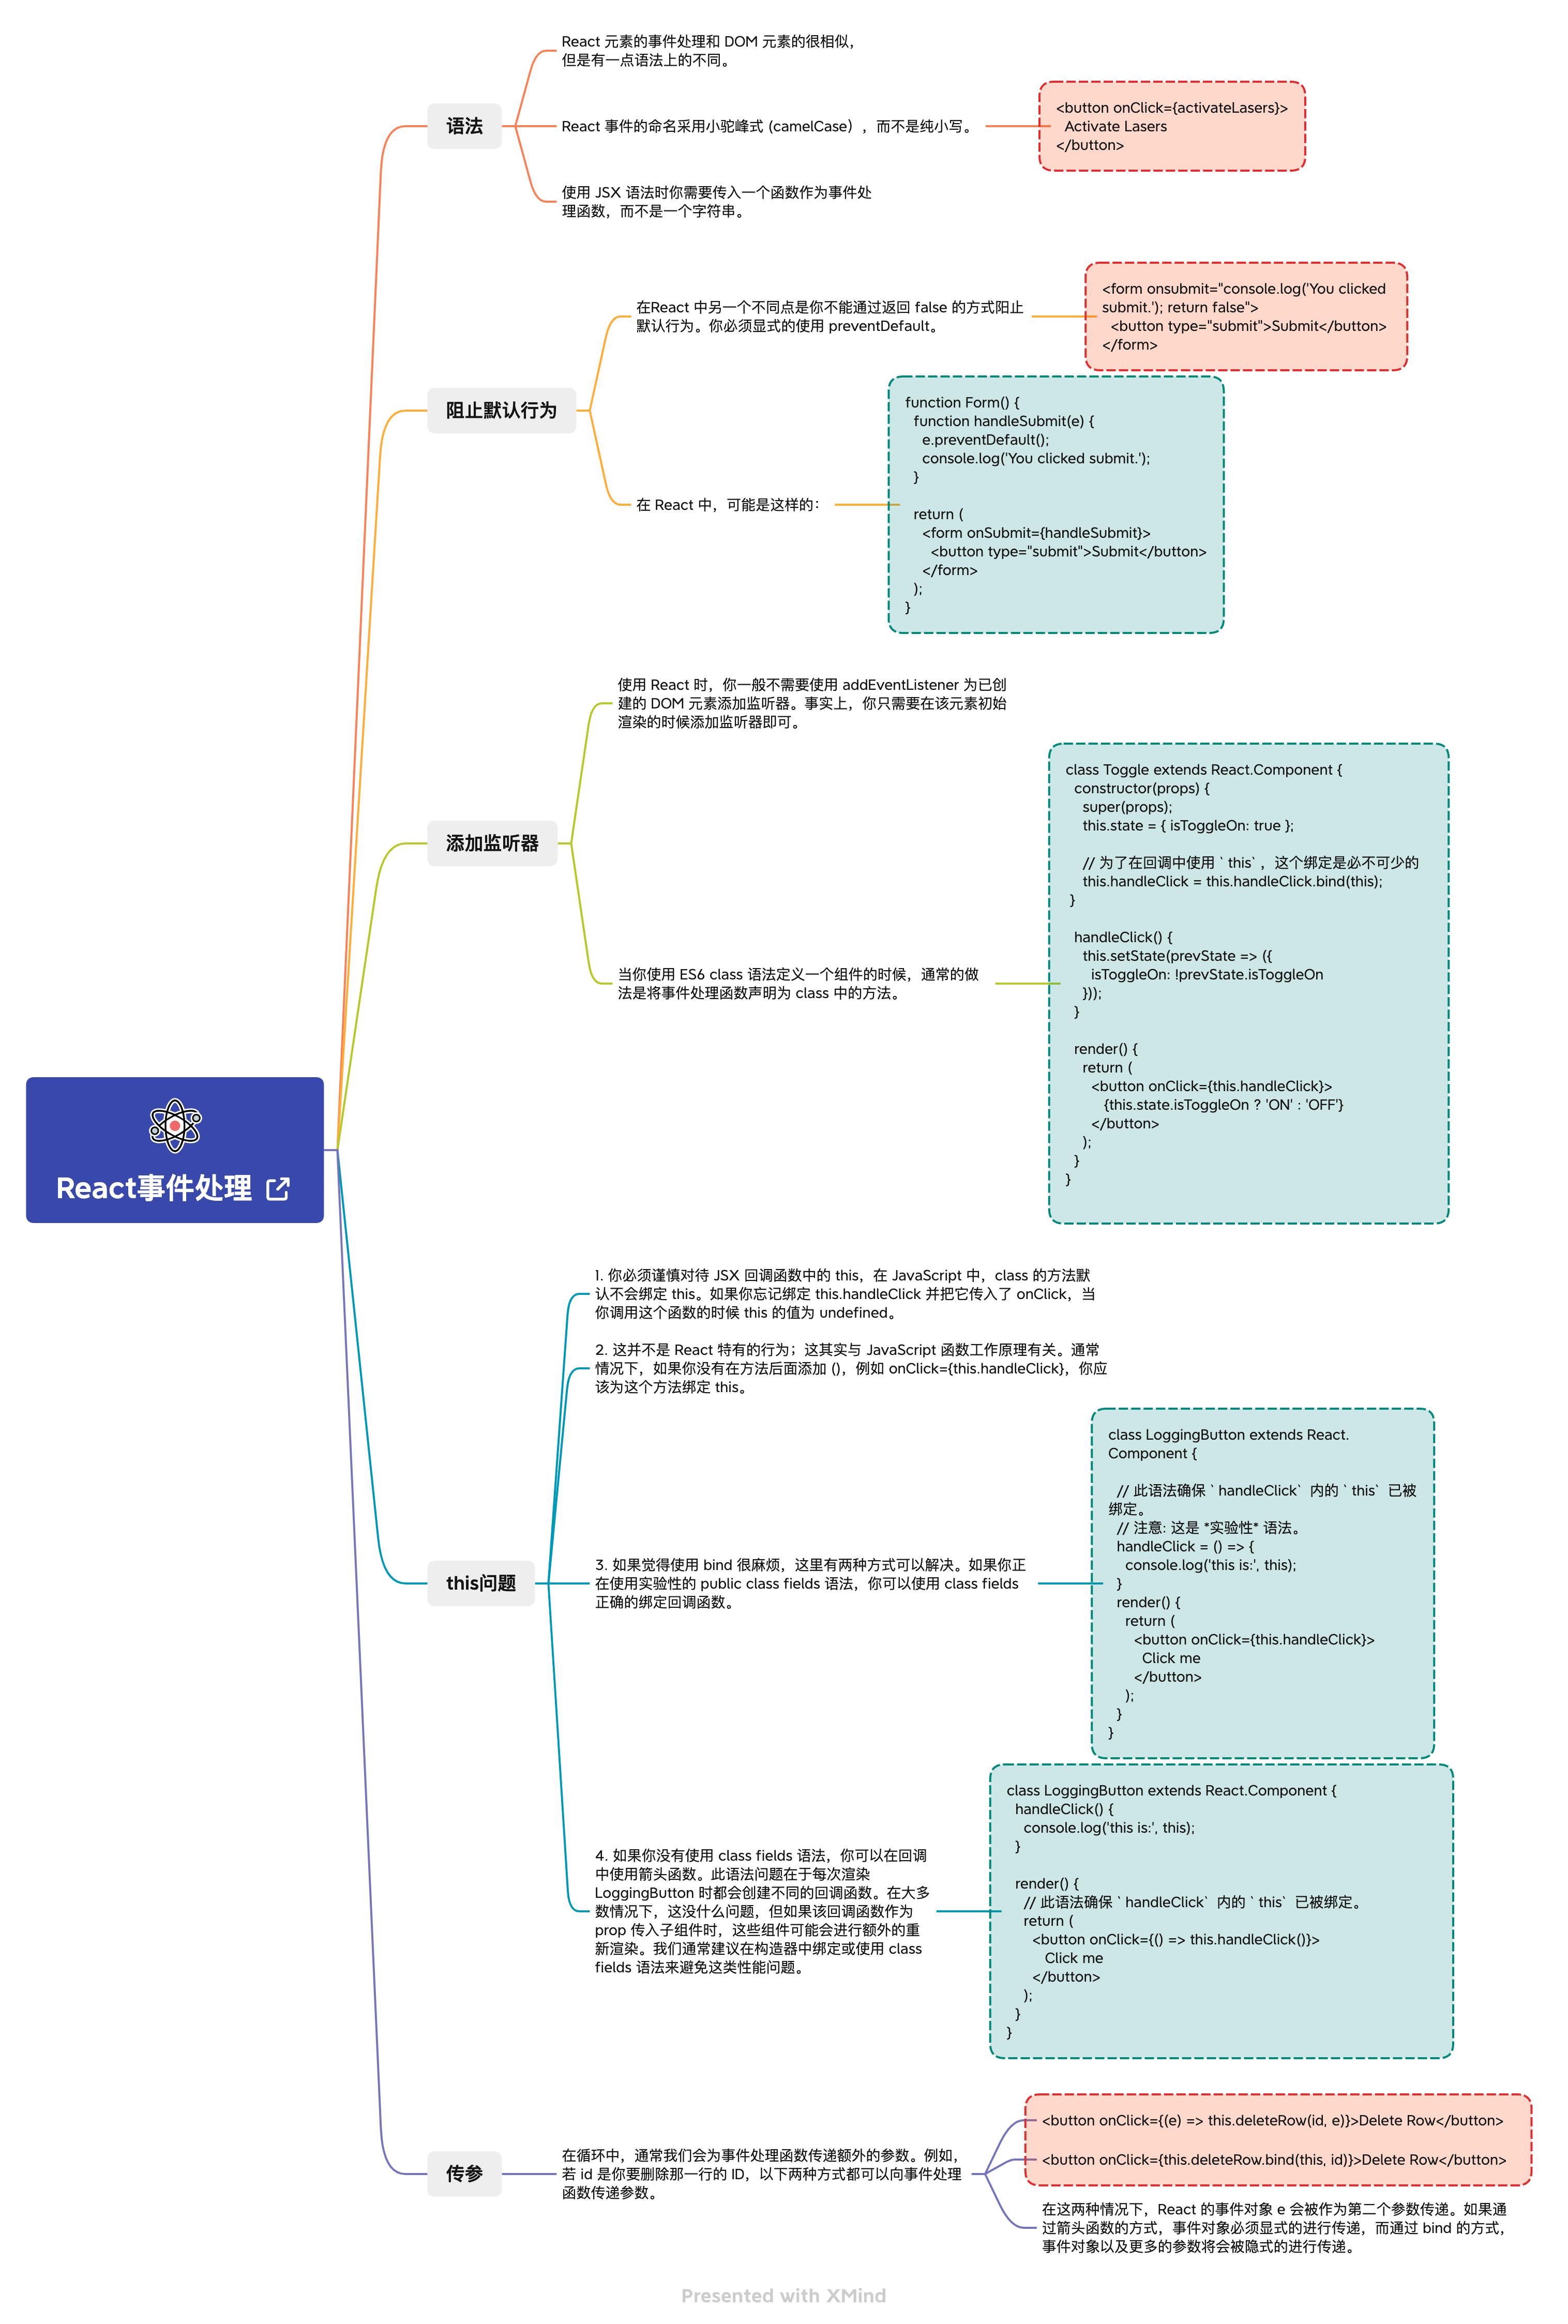 React事件处理
语法
React 元素的事件处理和 DOM 元素的很相似，
但是有一点语法上的不同。
React 事件的命名采用小驼峰式 (camelCase) ，而不是纯小写。
<button onClick={activateLasers}>
Activate Lasers
</button>
使用 JSX 语法时你需要传入一个函数作为事件处
理函数，而不是一个字符串。
阻止默认行为
在React 中另一个不同点是你不能通过返回 false 的方式阻止
默认行为。你必须显式的使用 preventDefault。
<form onsubmit="console.log('You clicked
submit.'); return false">
<button type="submit">Submit</button>
</form>
在 React 中，可能是这样的：
function Form() {
function handleSubmit(e) {
e.preventDefault();
console.log('You clicked submit.');
}
return (
<form onSubmit={handleSubmit}>
<button type="submit">Submit</button>
</form>
);
}
添加监听器
使用 React 时，你一般不需要使用 addEventListener 为已创
建的 DOM 元素添加监听器。事实上，你只需要在该元素初始
渲染的时候添加监听器即可。
当你使用 ES6 class 语法定义一个组件的时候，通常的做
法是将事件处理函数声明为 class 中的方法。
class Toggle extends React.Component {
constructor(props) {
super(props);
this.state = { isToggleOn: true };
// 为了在回调中使用 `this`，这个绑定是必不可少的
this.handleClick = this.handleClick.bind(this);
}
handleClick() {
this.setState(prevState => ({
isToggleOn: !prevState.isToggleOn
}));
}
render() {
return (
<button onClick={this.handleClick}>
{this.state.isToggleOn ? 'ON' : 'OFF'}
</button>
);
}
}
this问题
1. 你必须谨慎对待 JSX 回调函数中的 this，在 JavaScript 中，class 的方法默
认不会绑定 this。如果你忘记绑定 this.handleClick 并把它传入了 onClick，当
你调用这个函数的时候 this 的值为 undefined。
2. 这并不是 React 特有的行为；这其实与 JavaScript 函数工作原理有关。通常
情况下，如果你没有在方法后面添加 ()，例如 onClick={this.handleClick}，你应
该为这个方法绑定 this。
3. 如果觉得使用 bind 很麻烦，这里有两种方式可以解决。如果你正
在使用实验性的 public class fields 语法，你可以使用 class fields
正确的绑定回调函数。
class LoggingButton extends React.
Component {
// 此语法确保 `handleClick` 内的 `this` 已被
绑定。
// 注意: 这是 *实验性* 语法。
handleClick = () => {
console.log('this is:', this);
}
render() {
return (
<button onClick={this.handleClick}>
Click me
</button>
);
}
}
4. 如果你没有使用 class fields 语法，你可以在回调
中使用箭头函数。此语法问题在于每次渲染
LoggingButton 时都会创建不同的回调函数。在大多
数情况下，这没什么问题，但如果该回调函数作为
prop 传入子组件时，这些组件可能会进行额外的重
新渲染。我们通常建议在构造器中绑定或使用 class
fields 语法来避免这类性能问题。
class LoggingButton extends React.Component {
handleClick() {
console.log('this is:', this);
}
render() {
// 此语法确保 `handleClick` 内的 `this` 已被绑定。
return (
<button onClick={() => this.handleClick()}>
Click me
</button>
);
}
}
传参
在循环中，通常我们会为事件处理函数传递额外的参数。例如，
若 id 是你要删除那一行的 ID，以下两种方式都可以向事件处理
函数传递参数。
<button onClick={(e) => this.deleteRow(id, e)}>Delete Row</button>
<button onClick={this.deleteRow.bind(this, id)}>Delete Row</button>
在这两种情况下，React 的事件对象 e 会被作为第二个参数传递。如果通
过箭头函数的方式，事件对象必须显式的进行传递，而通过 bind 的方式，
事件对象以及更多的参数将会被隐式的进行传递。
Presented with XMind